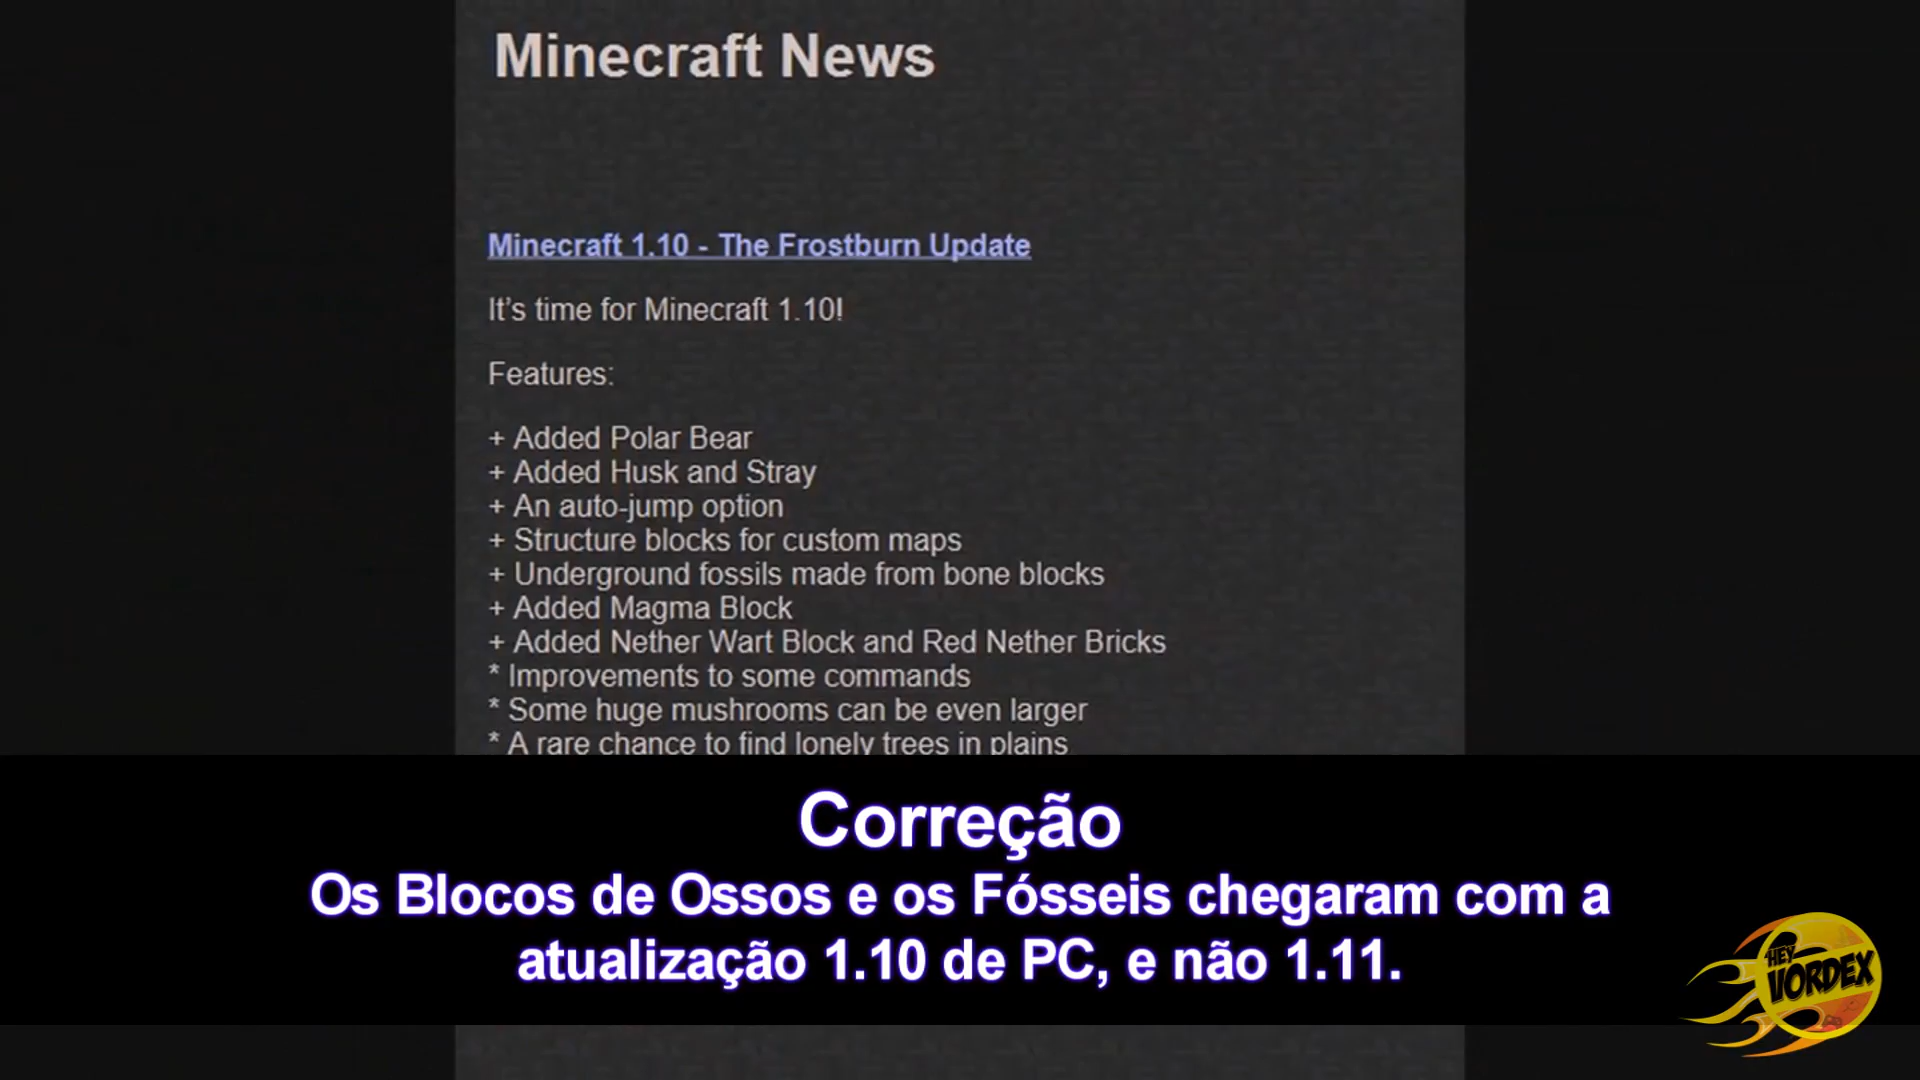 Minecraft News
Minecraft 1.10 - The Frostburn Update
It’s time for Minecraft 1.10!
Features:
+ Added Polar Bear
+ Added Husk and Stray
+ An auto-jump option
+ Structure blocks for custom maps
+ Underground fossils made from bone blocks
+ Added Magma Block
+ Added Nether Wart Block and Red Nether Bricks
* Improvements to some commands
* Some huge mushrooms can be even larger
* A rare chance to find lonely trees in plains
Correção
Os Blocos de Ossos e os Fósseis chegaram com a
atualização 1.10 de PC, e não 1.11.
HEY
VORDEX